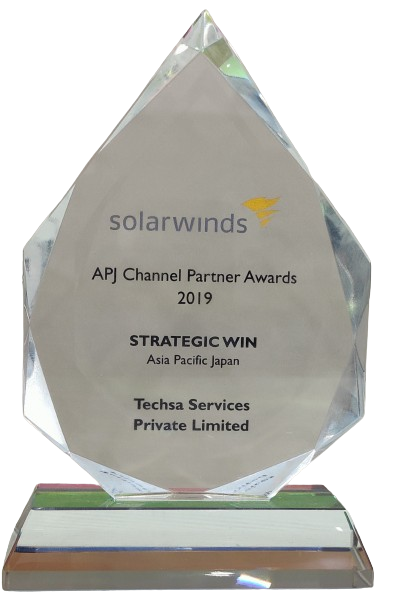 solarwinds
APJ Channel Partner Awards
2019
STRATEGIC WIN
Asia Pacific Japan
Techsa Services
Private Limited